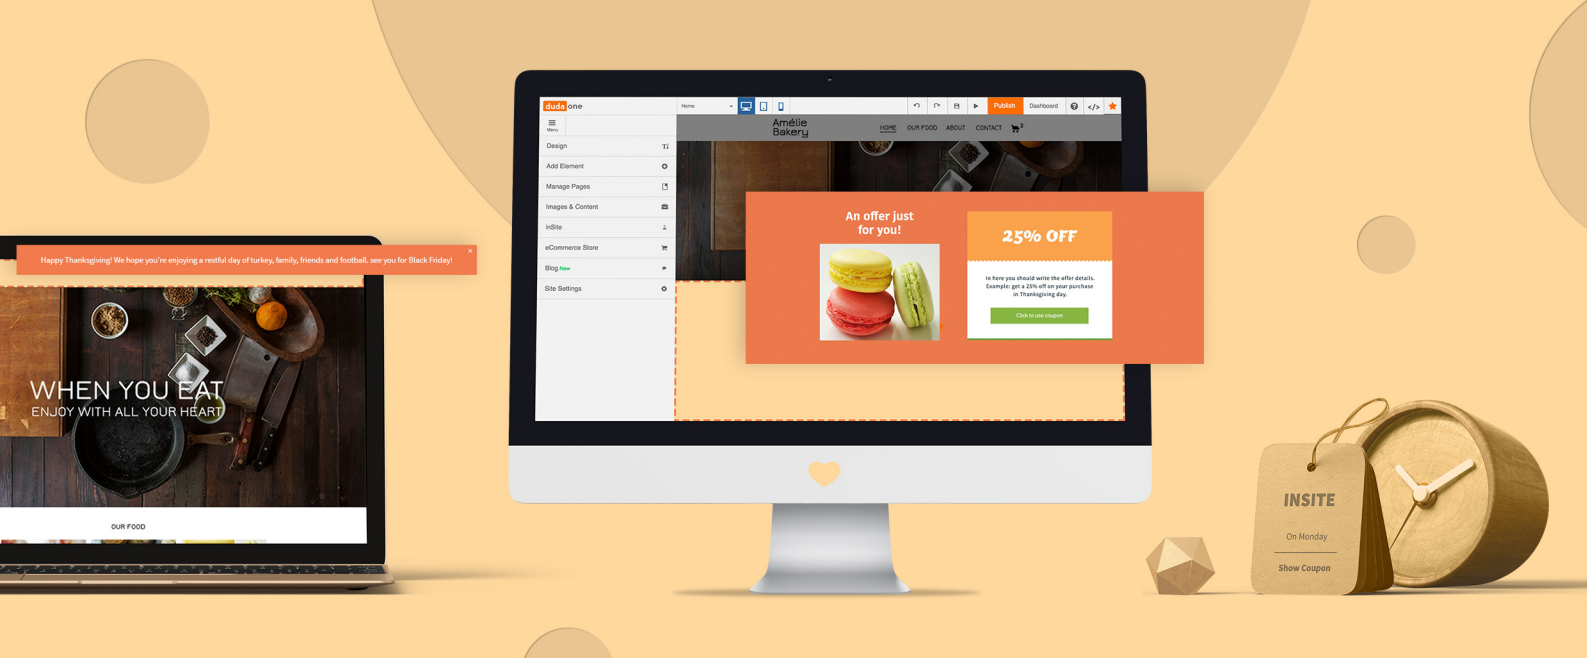 Happy Thanksgiving! We hope you're enjoying a restful day of turkey, family, friends and football. see you for Black Friday!
WHEN YOU EAT
ENJOY WITH ALL YOUR HEART
OUR FOOD
duda one
Home
Publish
Dashboard
Menu
Design
Add Element
Manage Pages
Images & Content
inSite
eCommerce Store
Blog New
Site Settings
Amélie
Bakery
HOME OUR FOOD ABOUT CONTACT 2
An offer just
for you!
25% OFF
In here you should write the offer details.
Example: get a 25% off on your purchase
in Thanksgiving day.
Click to use coupon
INSITE
On Monday
Show Coupon